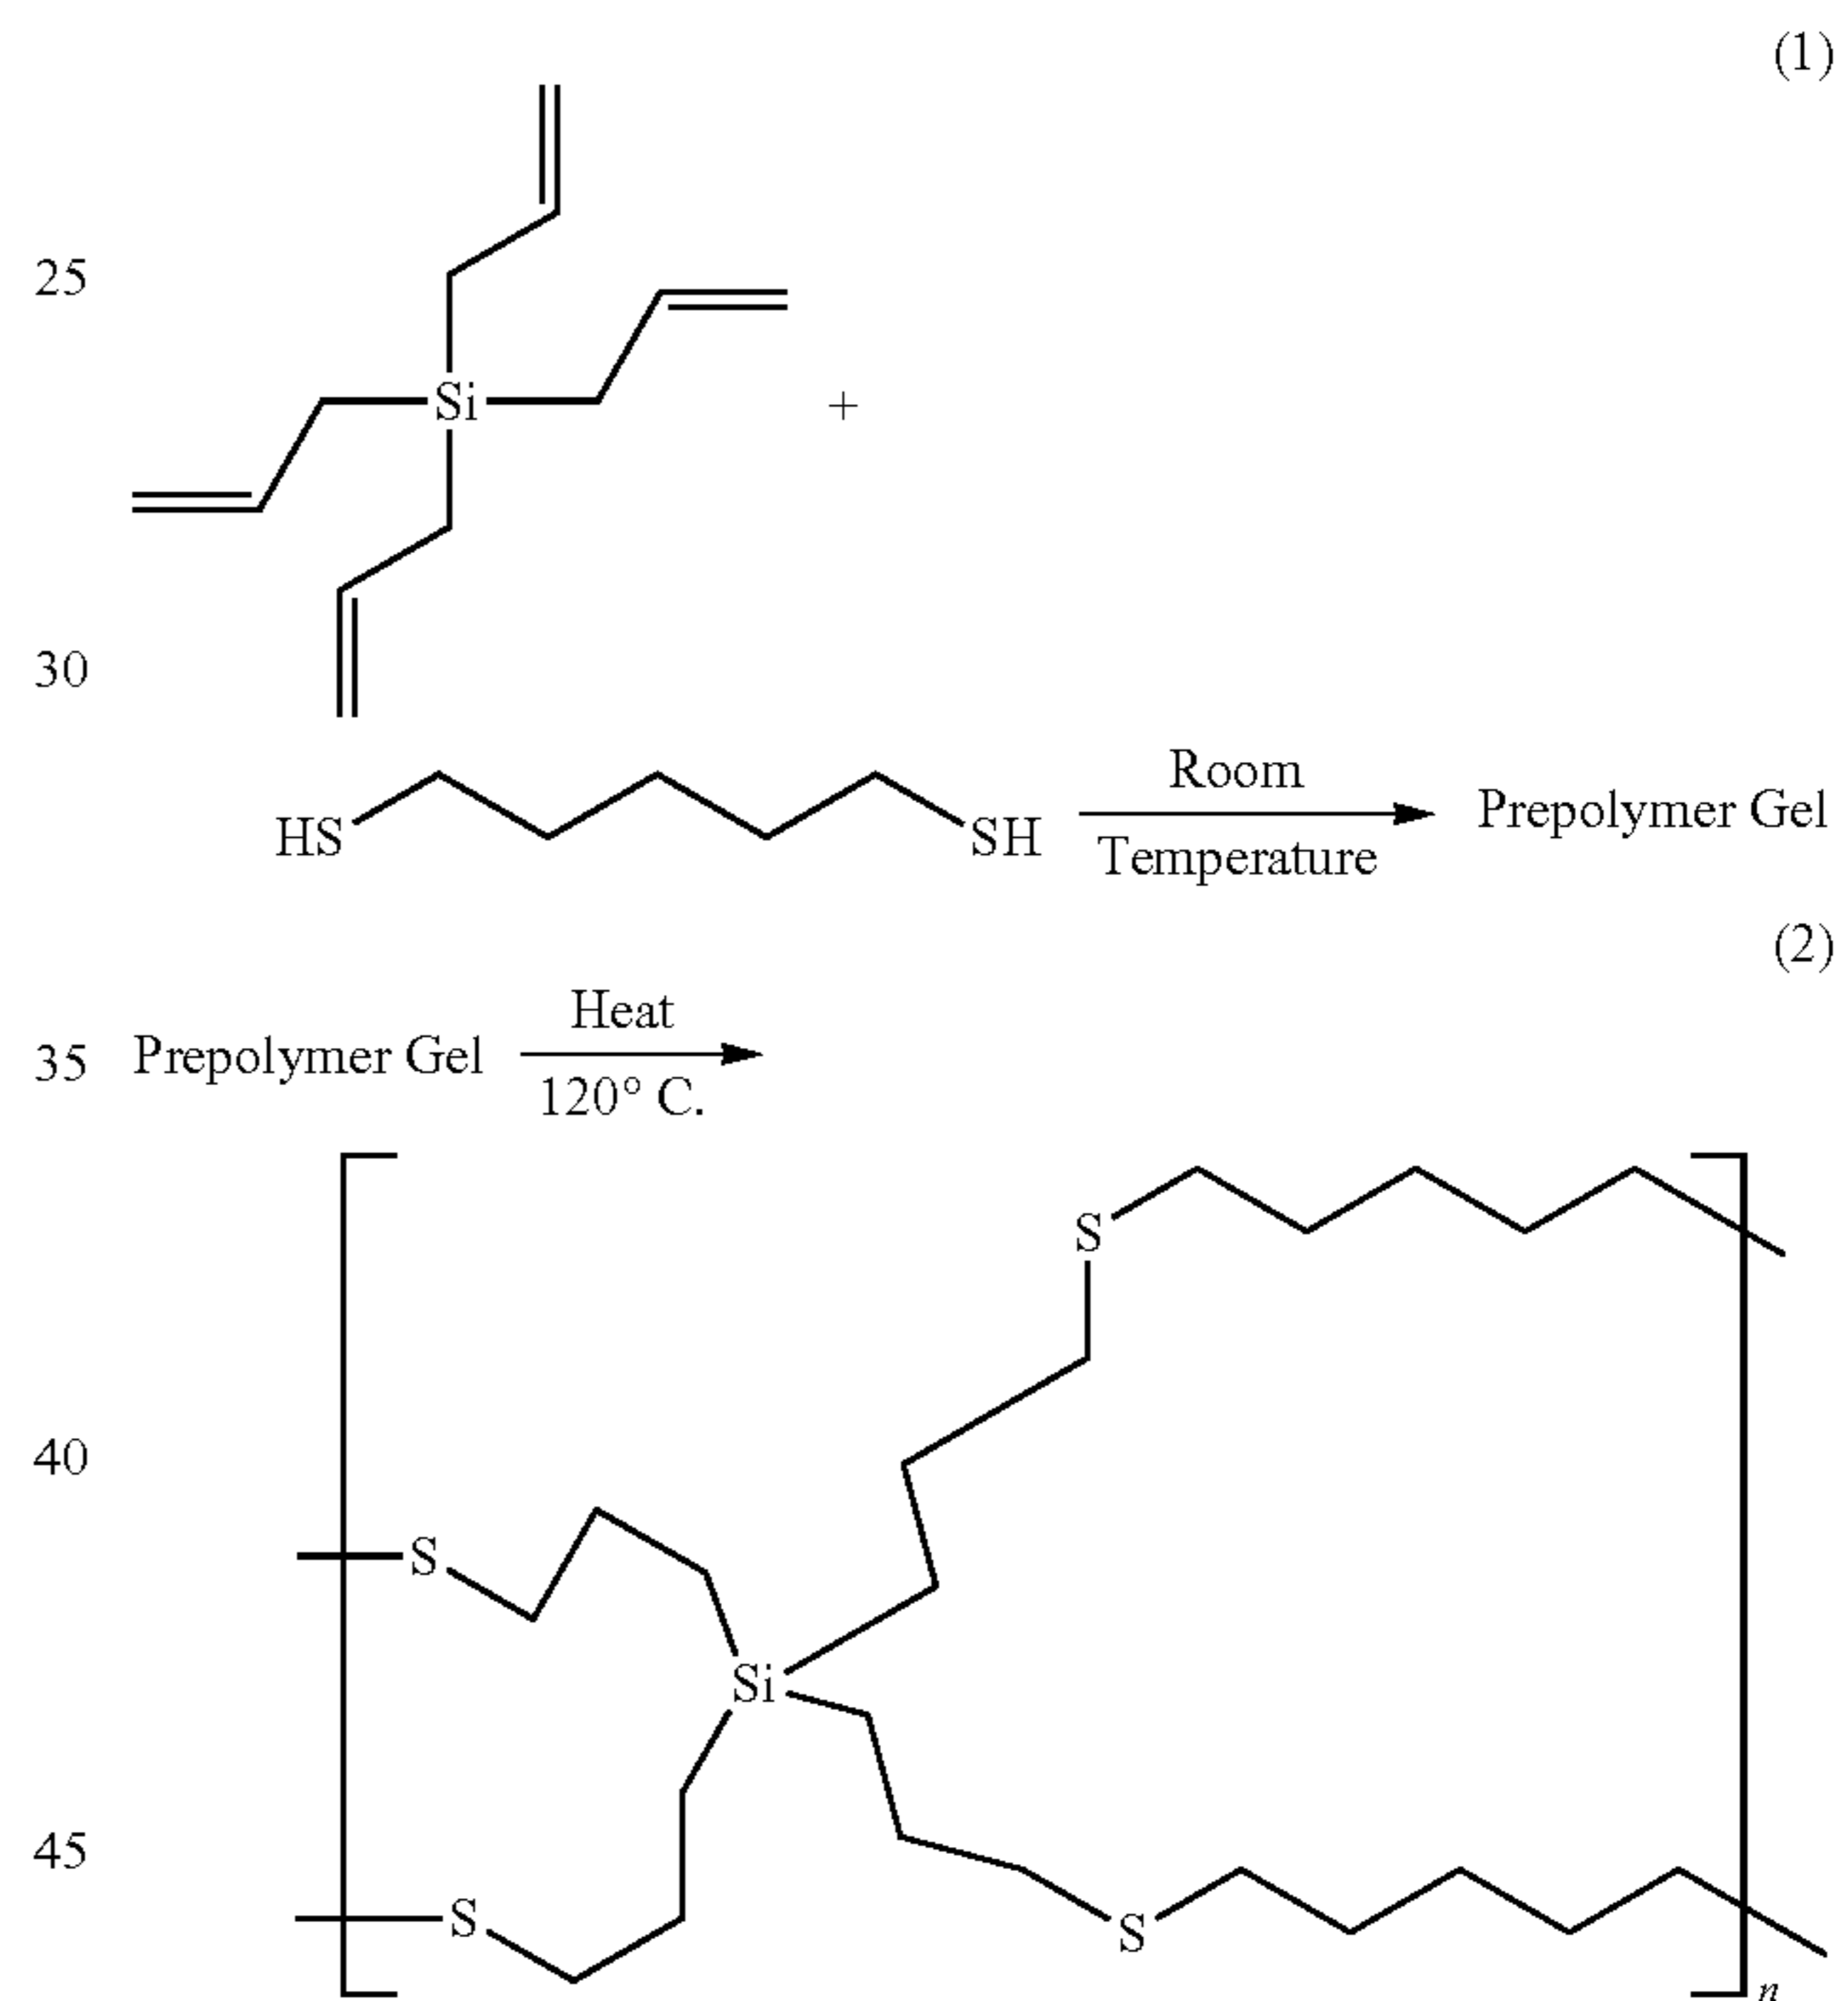 (1)
25
Si
+
30
HS SH Room Temperature Prepolymer Gel
(2)
35 Prepolymer Gel Heat 120° C.
S
40
S
Si
45
S S
n